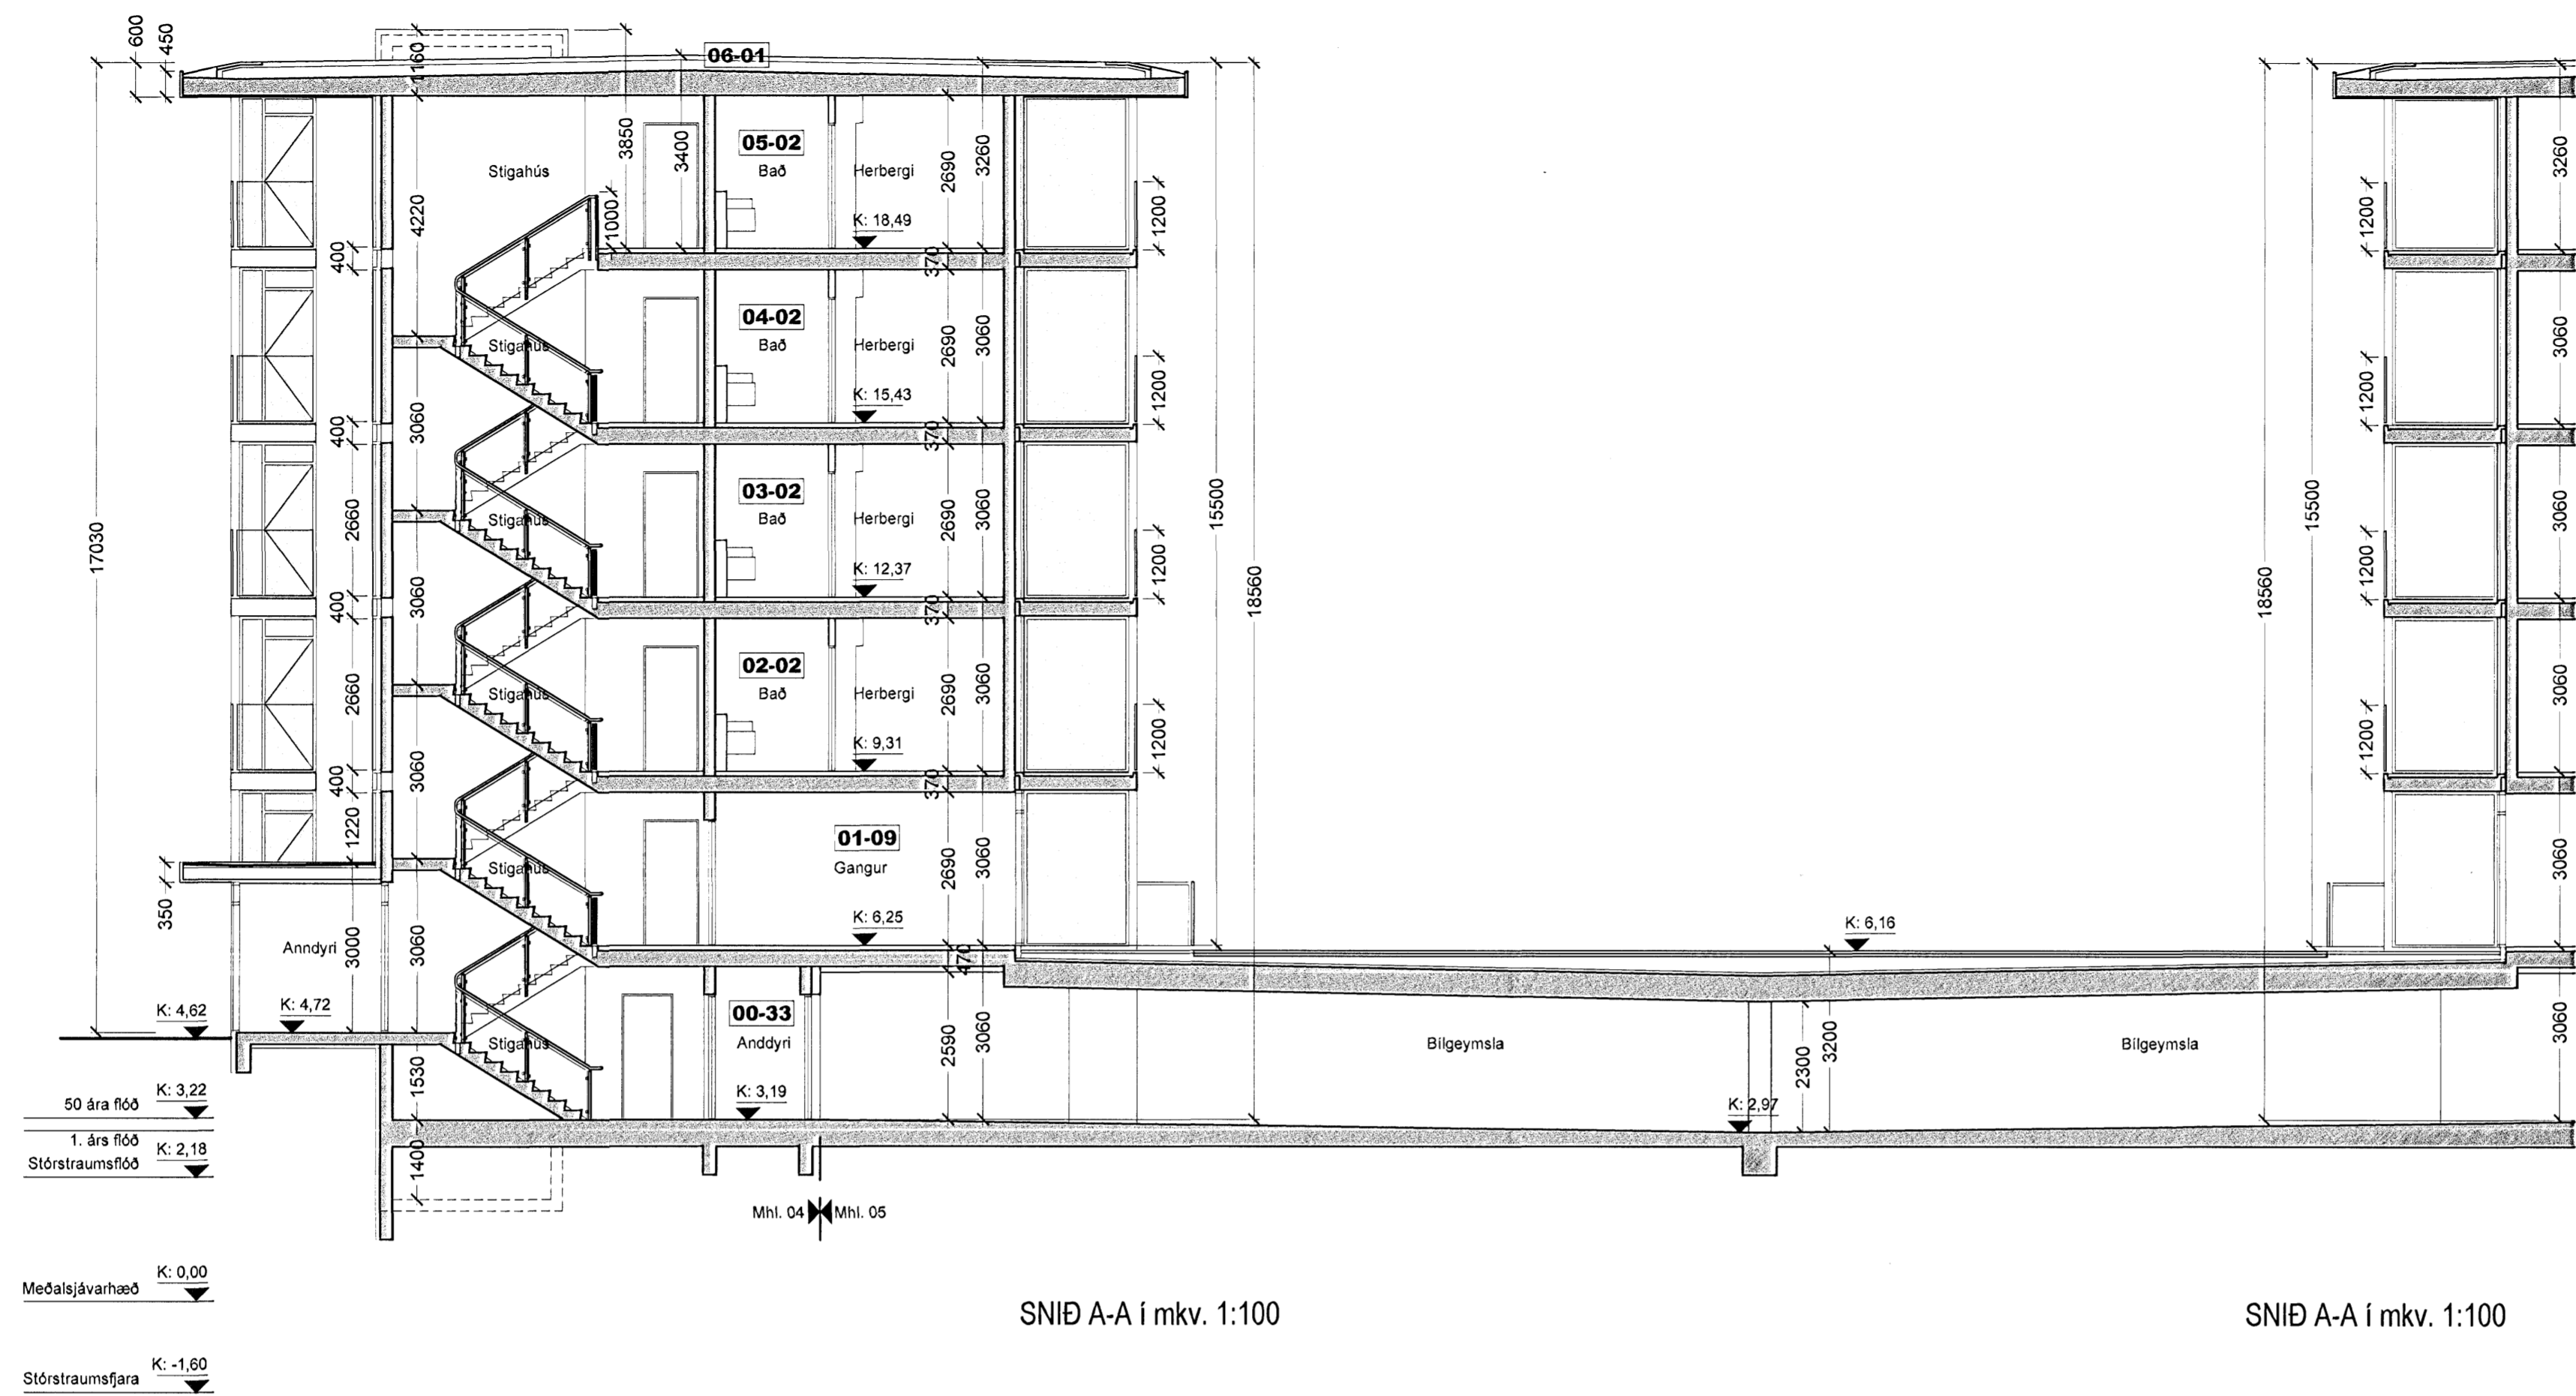 600
450
1160
06-01
17030
3850
3400
Stigahús
05-02
Bað
Herbergi
2690
3260
K: 18,49
1000
4220
400
370
1200
04-02
Stigahús
Bað
Herbergi
2690
3060
K: 15,43
3060
400
370
1200
03-02
Stigahús
Bað
Herbergi
2690
3060
K: 12,37
2660
3060
400
370
1200
02-02
Stigahús
Bað
Herbergi
2690
3060
K: 9,31
2660
3060
400
370
1200
01-09
Stigahús
Gangur
2690
3060
K: 6,25
1220
350
Anndyri
3000
3060
470
K: 4,62
K: 4,72
00-33
Stigahús
Anddyri
2590
3060
K: 3,19
1530
1400
15500
18560
K: 6,16
Bílgeymsla
2300
3200
K: 2,97
Bílgeymsla
18560
15500
1200
1200
1200
1200
3260
3060
3060
3060
3060
3060
50 ára flóð K: 3,22
1. árs flóð
Stórstraumsflóð K: 2,18
Mhl. 04 Mhl. 05
Meðalsjávarhæð K: 0,00
Stórstraumsfjara K: -1,60
SNIÐ A-A í mkv. 1:100
SNIÐ A-A í mkv. 1:100